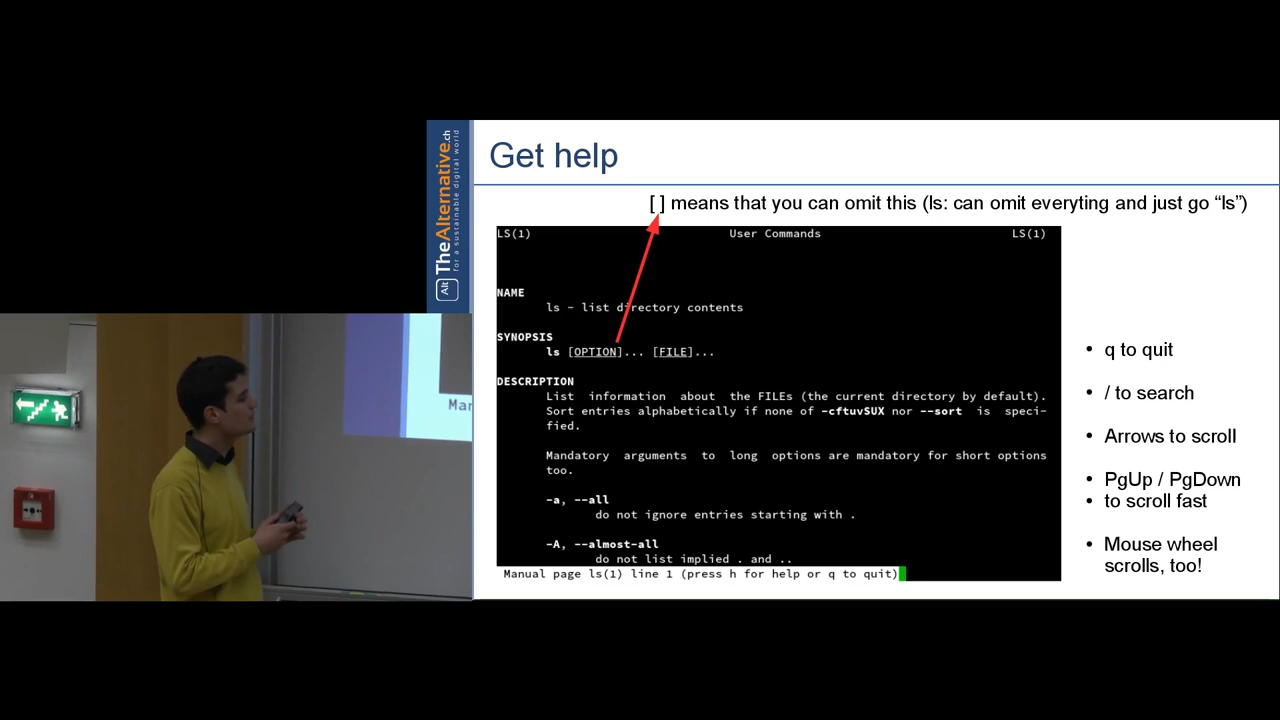 Alt TheAlternative.ch
for a sustainable digital world
Get help
[ ] means that you can omit this (ls: can omit everyting and just go “ls”)
LS(1) User Commands LS(1)
NAME
ls - list directory contents
SYNOPSIS
ls [OPTION]... [FILE]...
DESCRIPTION
List information about the FILEs (the current directory by default).
Sort entries alphabetically if none of -cftuvSUX nor --sort is speci-
fied.
Mandatory arguments to long options are mandatory for short options
too.
-a, --all
do not ignore entries starting with .
-A, --almost-all
do not list implied . and ..
Manual page ls(1) line 1 (press h for help or q to quit)
• q to quit
• / to search
• Arrows to scroll
• PgUp / PgDown
• to scroll fast
• Mouse wheel
scrolls, too!
Mar